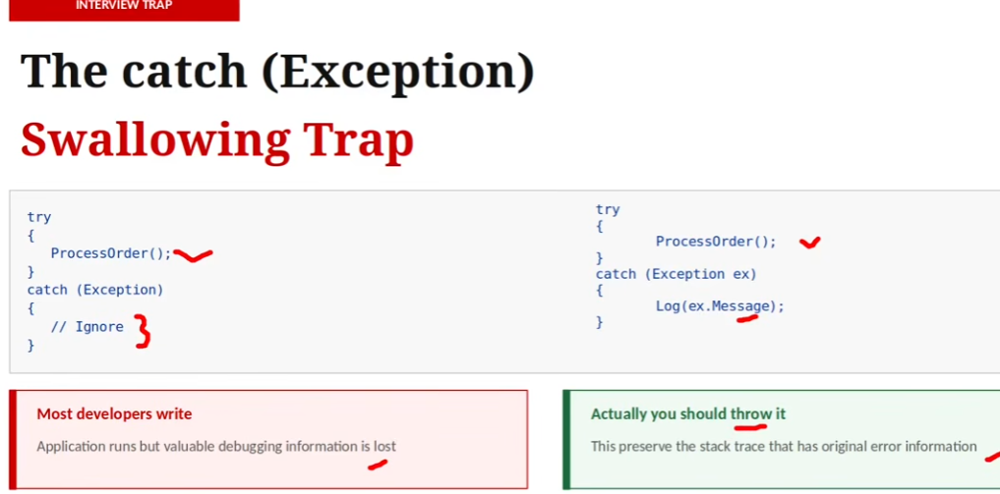 INTERVIEW TRAP
The catch (Exception)
Swallowing Trap
try
{
ProcessOrder();
}
catch (Exception)
{
// Ignore
}
try
{
ProcessOrder();
}
catch (Exception ex)
{
Log(ex.Message);
}
Most developers write
Application runs but valuable debugging information is lost
Actually you should throw it
This preserve the stack trace that has original error information